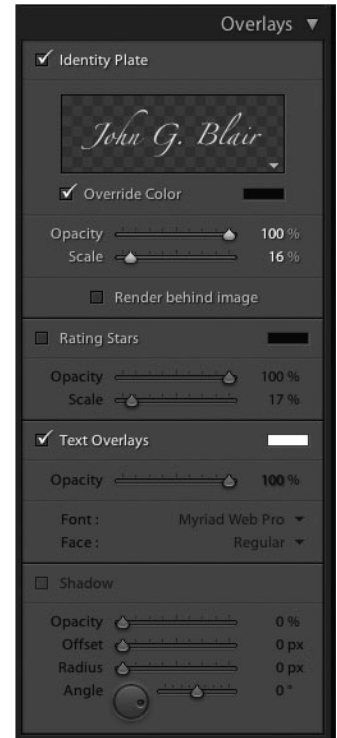 Overlays
Identity Plate
John G. Blair
Override Color
Opacity 100 %
Scale 16 %
Render behind image
Rating Stars
Opacity 100 %
Scale 17 %
Text Overlays
Opacity 100 %
Font : Myriad Web Pro
Face : Regular
Shadow
Opacity 0 %
Offset 0 px
Radius 0 px
Angle 0 °